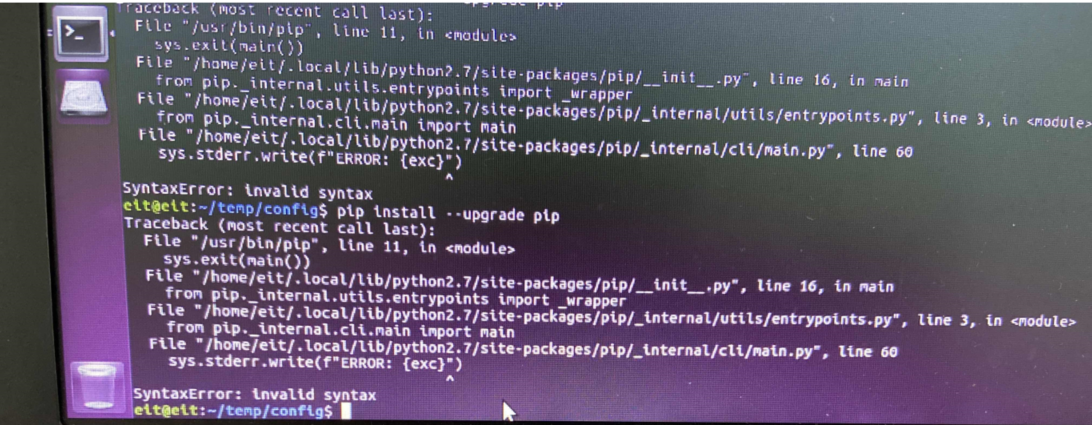 Traceback (most recent call last):
File "/usr/bin/pip", line 11, in <module>
sys.exit(main())
File "/home/eit/.local/lib/python2.7/site-packages/pip/__init__.py", line 16, in main
from pip._internal.utils.entrypoints import _wrapper
File "/home/eit/.local/lib/python2.7/site-packages/pip/_internal/utils/entrypoints.py", line 3, in <module>
from pip._internal.cli.main import main
File "/home/eit/.local/lib/python2.7/site-packages/pip/_internal/cli/main.py", line 60
sys.stderr.write(f"ERROR: {exc}")
^
SyntaxError: invalid syntax
eit@eit:~/temp/config$ pip install --upgrade pip
Traceback (most recent call last):
File "/usr/bin/pip", line 11, in <module>
sys.exit(main())
File "/home/eit/.local/lib/python2.7/site-packages/pip/__init__.py", line 16, in main
from pip._internal.utils.entrypoints import _wrapper
File "/home/eit/.local/lib/python2.7/site-packages/pip/_internal/utils/entrypoints.py", line 3, in <module>
from pip._internal.cli.main import main
File "/home/eit/.local/lib/python2.7/site-packages/pip/_internal/cli/main.py", line 60
sys.stderr.write(f"ERROR: {exc}")
^
SyntaxError: invalid syntax
eit@eit:~/temp/config$